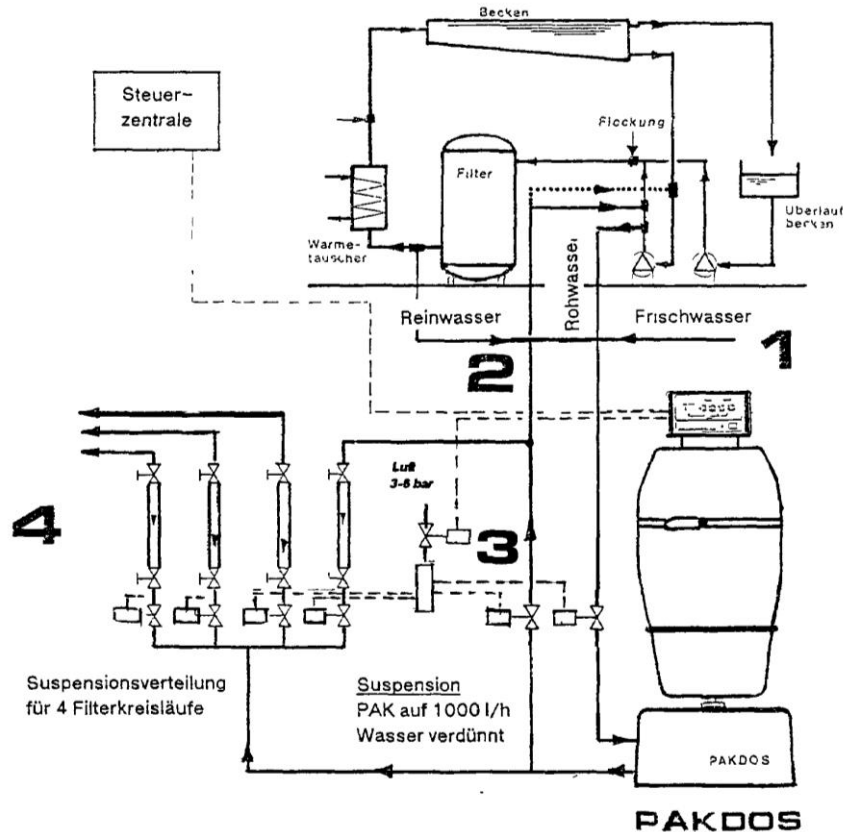 Becken
Steuer-
zentrale
Flockung
Filter
Überlauf
becken
Wärme-
tauscher
Rohwasser
Reinwasser
Frischwasser
1
2
Luft
3-6 bar
3
4
Suspensionsverteilung
für 4 Filterkreisläufe
Suspension
PAK auf 1000 l/h
Wasser verdünnt
PAKDOS
PAKDOS